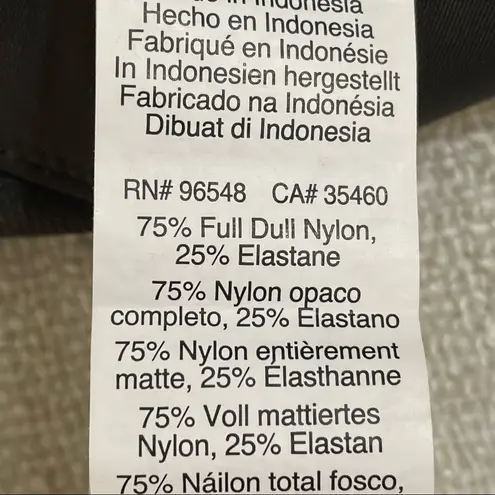 in Indonesia
Hecho en Indonesia
Fabriqué en Indonésie
In Indonesien hergestellt
Fabricado na Indonésia
Dibuat di Indonesia
RN# 96548 CA# 35460
75% Full Dull Nylon,
25% Elastane
75% Nylon opaco
completo, 25% Elastano
75% Nylon entièrement
matte, 25% Élasthanne
75% Voll mattiertes
Nylon, 25% Elastan
75% Náilon total fosco,